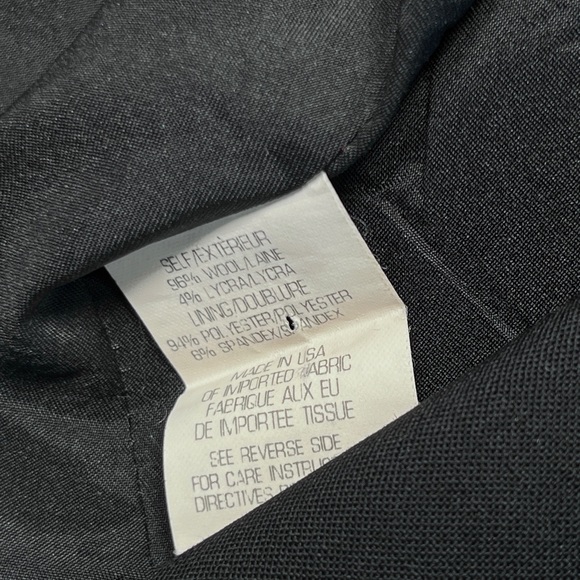 SELF/EXTÉRIEUR
96% WOOL/LAINE
4% LYCRA/LYCRA
LINING/DOUBLURE
94% POLYESTER/POLYESTER
6% SPANDEX/SPANDEX
MADE IN USA
OF IMPORTED FABRIC
FABRIQUE AUX EU
DE IMPORTEE TISSUE
SEE REVERSE SIDE
FOR CARE INSTRUC
DIRECTIVES